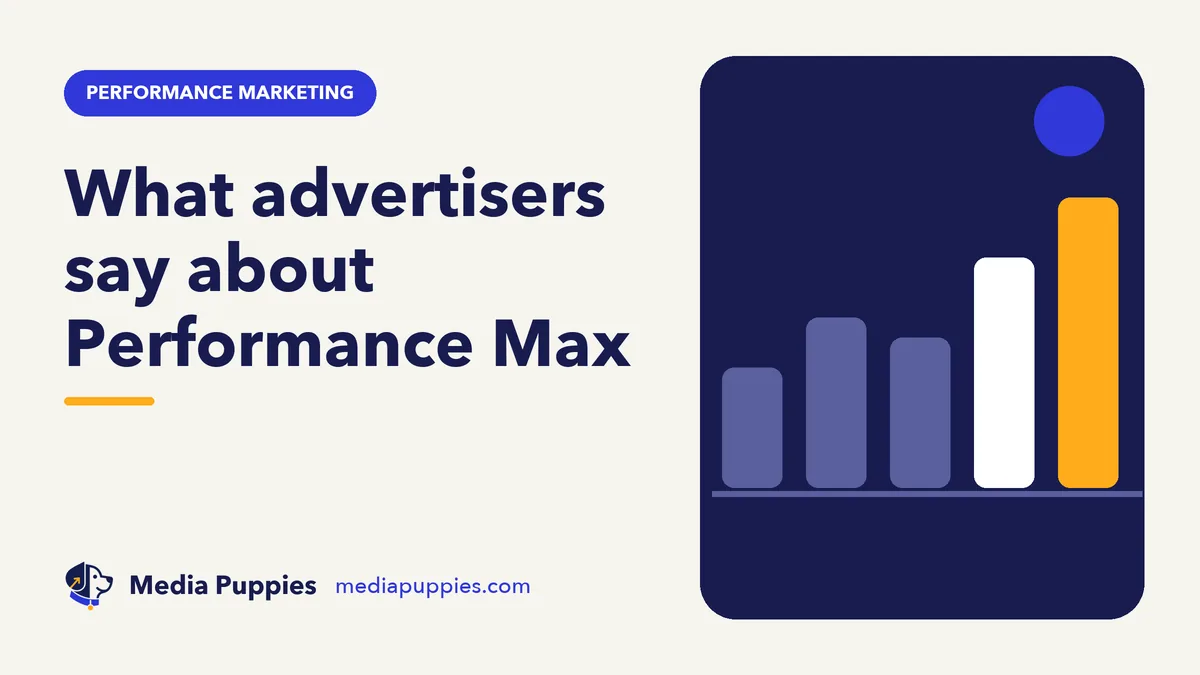 PERFORMANCE MARKETING
What advertisers
say about
Performance Max
Media Puppies mediapuppies.com